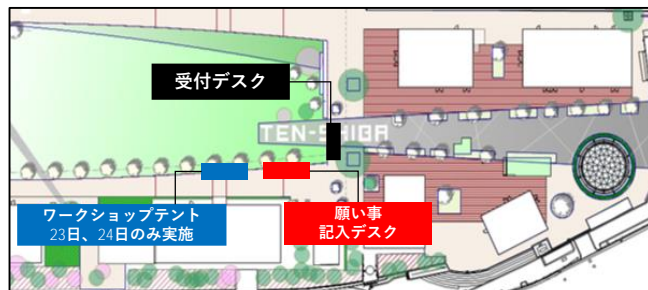 受付デスク
TEN-SHIBA
ワークショップテント
23日、24日のみ実施
願い事
記入デスク